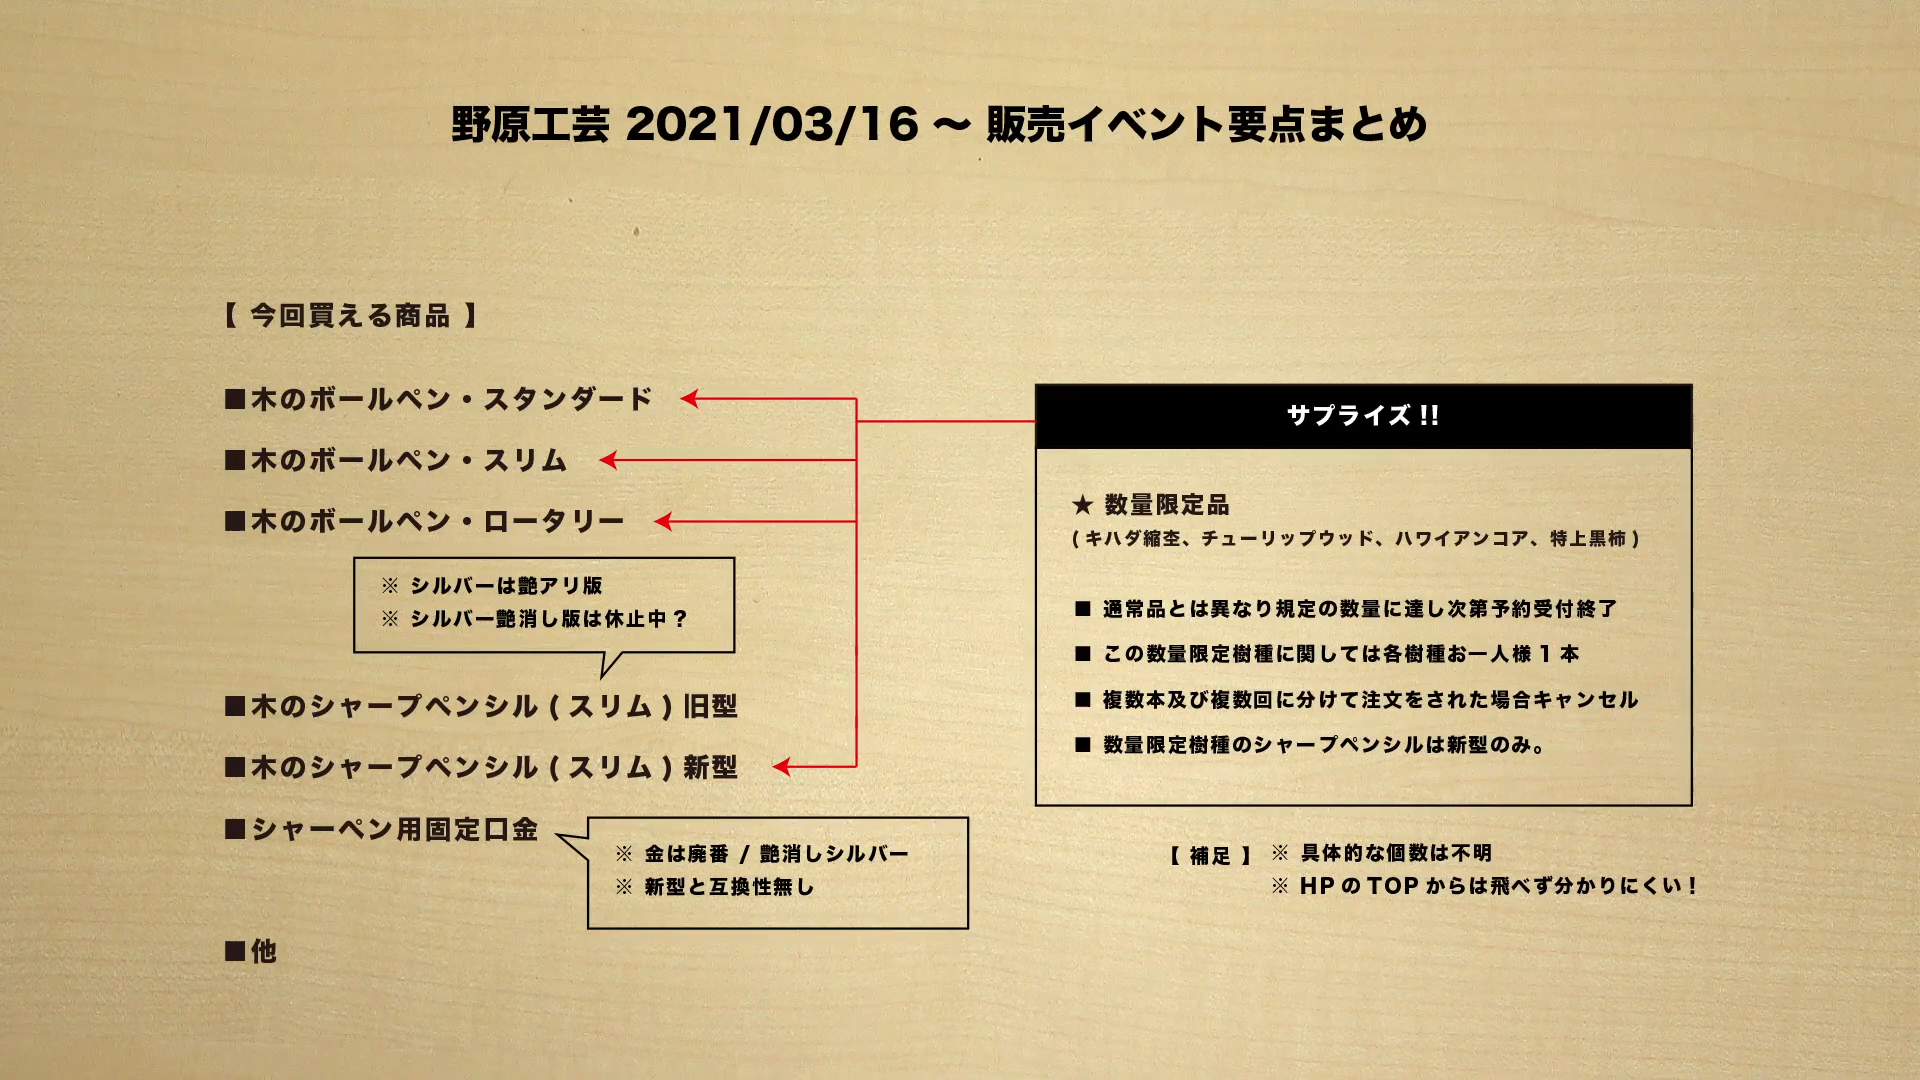 野原工芸 2021/03/16 ～ 販売イベント要点まとめ
【 今回買える商品 】
■木のボールペン・スタンダード
■木のボールペン・スリム
■木のボールペン・ロータリー
※ シルバーは艶アリ版
※ シルバー艶消し版は休止中？
■木のシャープペンシル ( スリム ) 旧型
■木のシャープペンシル ( スリム ) 新型
■シャーペン用固定口金
※ 金は廃番 / 艶消しシルバー
※ 新型と互換性無し
■他
サプライズ !!
★ 数量限定品
( キハダ縮杢、チューリップウッド、ハワイアンコア、特上黒柿 )
■ 通常品とは異なり規定の数量に達し次第予約受付終了
■ この数量限定樹種に関しては各樹種お一人様 1 本
■ 複数本及び複数回に分けて注文をされた場合キャンセル
■ 数量限定樹種のシャープペンシルは新型のみ。
【 補足 】 ※ 具体的な個数は不明
※ HP の TOP からは飛べず分かりにくい！